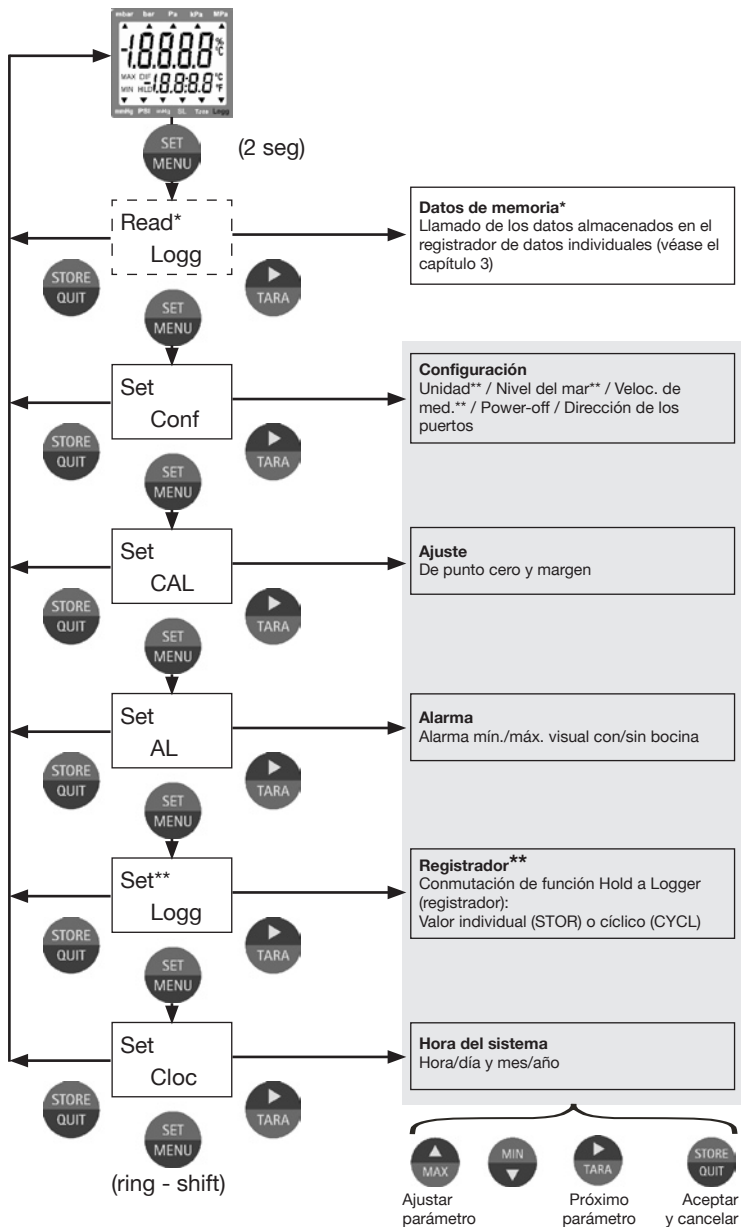 mbar bar Pa kPa MPa
-1.8.8.8.8 % °C
MAX DIF
MIN HLD -1.8.8:8.8 °C °F
mmHg PSI mHg SL Tara Logg
SET
MENU
(2 seg)
Read*
Logg
Datos de memoria*
Llamado de los datos almacenados en el
registrador de datos individuales (véase el
capítulo 3)
STORE
QUIT
SET
MENU
TARA
Set
Conf
Configuración
Unidad** / Nivel del mar** / Veloc. de
med.** / Power-off / Dirección de los
puertos
STORE
QUIT
SET
MENU
TARA
Set
CAL
Ajuste
De punto cero y margen
STORE
QUIT
SET
MENU
TARA
Set
AL
Alarma
Alarma mín./máx. visual con/sin bocina
STORE
QUIT
SET
MENU
TARA
Set**
Logg
Registrador**
Conmutación de función Hold a Logger
(registrador):
Valor individual (STOR) o cíclico (CYCL)
STORE
QUIT
SET
MENU
TARA
Set
Cloc
Hora del sistema
Hora/día y mes/año
STORE
QUIT
SET
MENU
TARA
(ring - shift)
MAX
MIN
TARA
STORE
QUIT
Ajustar
parámetro
Próximo
parámetro
Aceptar
y cancelar